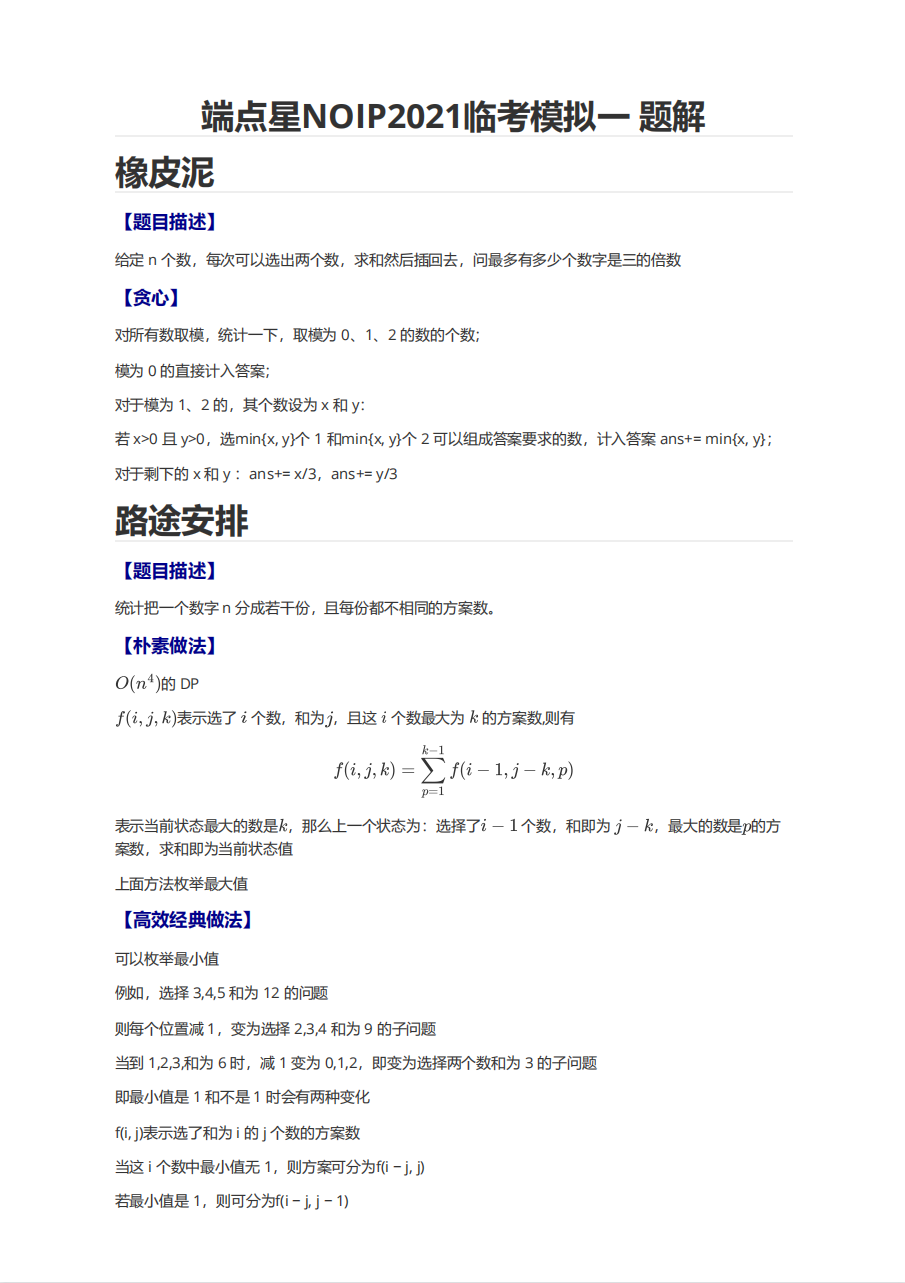 端点星NOIP2021临考模拟一 题解
橡皮泥
【题目描述】
给定 n 个数，每次可以选出两个数，求和然后插回去，问最多有多少个数字是三的倍数
【贪心】
对所有数取模，统计一下，取模为 0、1、2 的数的个数；
模为 0 的直接计入答案；
对于模为 1、2 的，其个数设为 x 和 y：
若 x>0 且 y>0，选min{x, y}个 1 和min{x, y}个 2 可以组成答案要求的数，计入答案 ans+= min{x, y}；
对于剩下的 x 和 y ：ans+= x/3，ans+= y/3
路途安排
【题目描述】
统计把一个数字 n 分成若干份，且每份都不相同的方案数。
【朴素做法】
O(n^4)的 DP
f(i, j, k)表示选了 i 个数，和为j，且这 i 个数最大为 k 的方案数,则有
f(i, j, k) = \sum_{p=1}^{k-1} f(i − 1, j − k, p)
表示当前状态最大的数是k，那么上一个状态为：选择了i − 1个数，和即为 j − k，最大的数是p的方
案数，求和即为当前状态值
上面方法枚举最大值
【高效经典做法】
可以枚举最小值
例如，选择 3,4,5 和为 12 的问题
则每个位置减 1，变为选择 2,3,4 和为 9 的子问题
当到 1,2,3,和为 6 时，减 1 变为 0,1,2，即变为选择两个数和为 3 的子问题
即最小值是 1 和不是 1 时会有两种变化
f(i, j)表示选了和为 i 的 j 个数的方案数
当这 i 个数中最小值无 1，则方案可分为f(i − j, j)
若最小值是 1，则可分为f(i − j, j − 1)